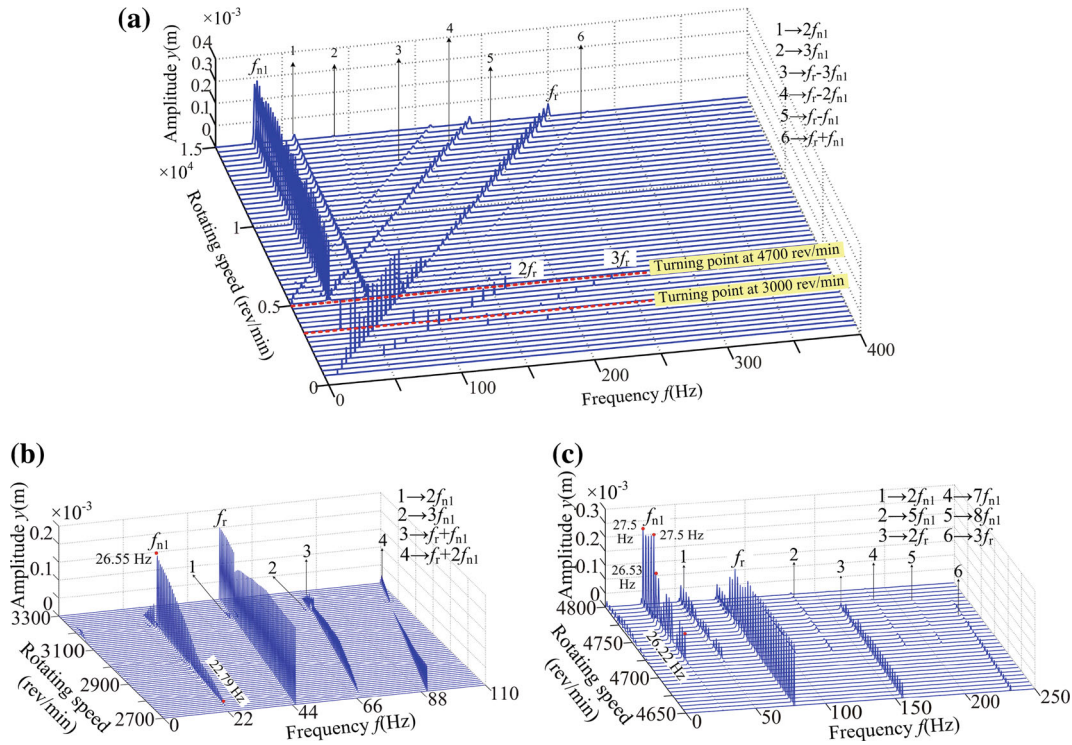 (a)
×10⁻³
Amplitude y(m)
0.4
0.3
0.2
0.1
0
fn1
1
2
3
4
5
6
fr
1→2fn1
2→3fn1
3→fr-3fn1
4→fr-2fn1
5→fr-fn1
6→fr+fn1
1.5
×10⁴
1
0.5
0
Rotating speed (rev/min)
2fr
3fr
Turning point at 4700 rev/min
Turning point at 3000 rev/min
0
100
200
300
400
Frequency f(Hz)
(b)
×10⁻³
Amplitude y(m)
0.2
0.1
0
fn1
26.55 Hz
fr
1
2
3
4
1→2fn1
2→3fn1
3→fr+fn1
4→fr+2fn1
22.79 Hz
3300
3100
2900
2700
Rotating speed
(rev/min)
0
22
44
66
88
110
Frequency f(Hz)
(c)
×10⁻³
Amplitude y(m)
0.3
0.2
0.1
0
fn1
27.5
Hz
27.5 Hz
26.53
Hz
26.22 Hz
1
fr
2
3
4
5
6
1→2fn1 4→7fn1
2→5fn1 5→8fn1
3→2fr 6→3fr
4800
4750
4700
4650
Rotating speed
(rev/min)
0
50
100
150
200
250
Frequency f(Hz)